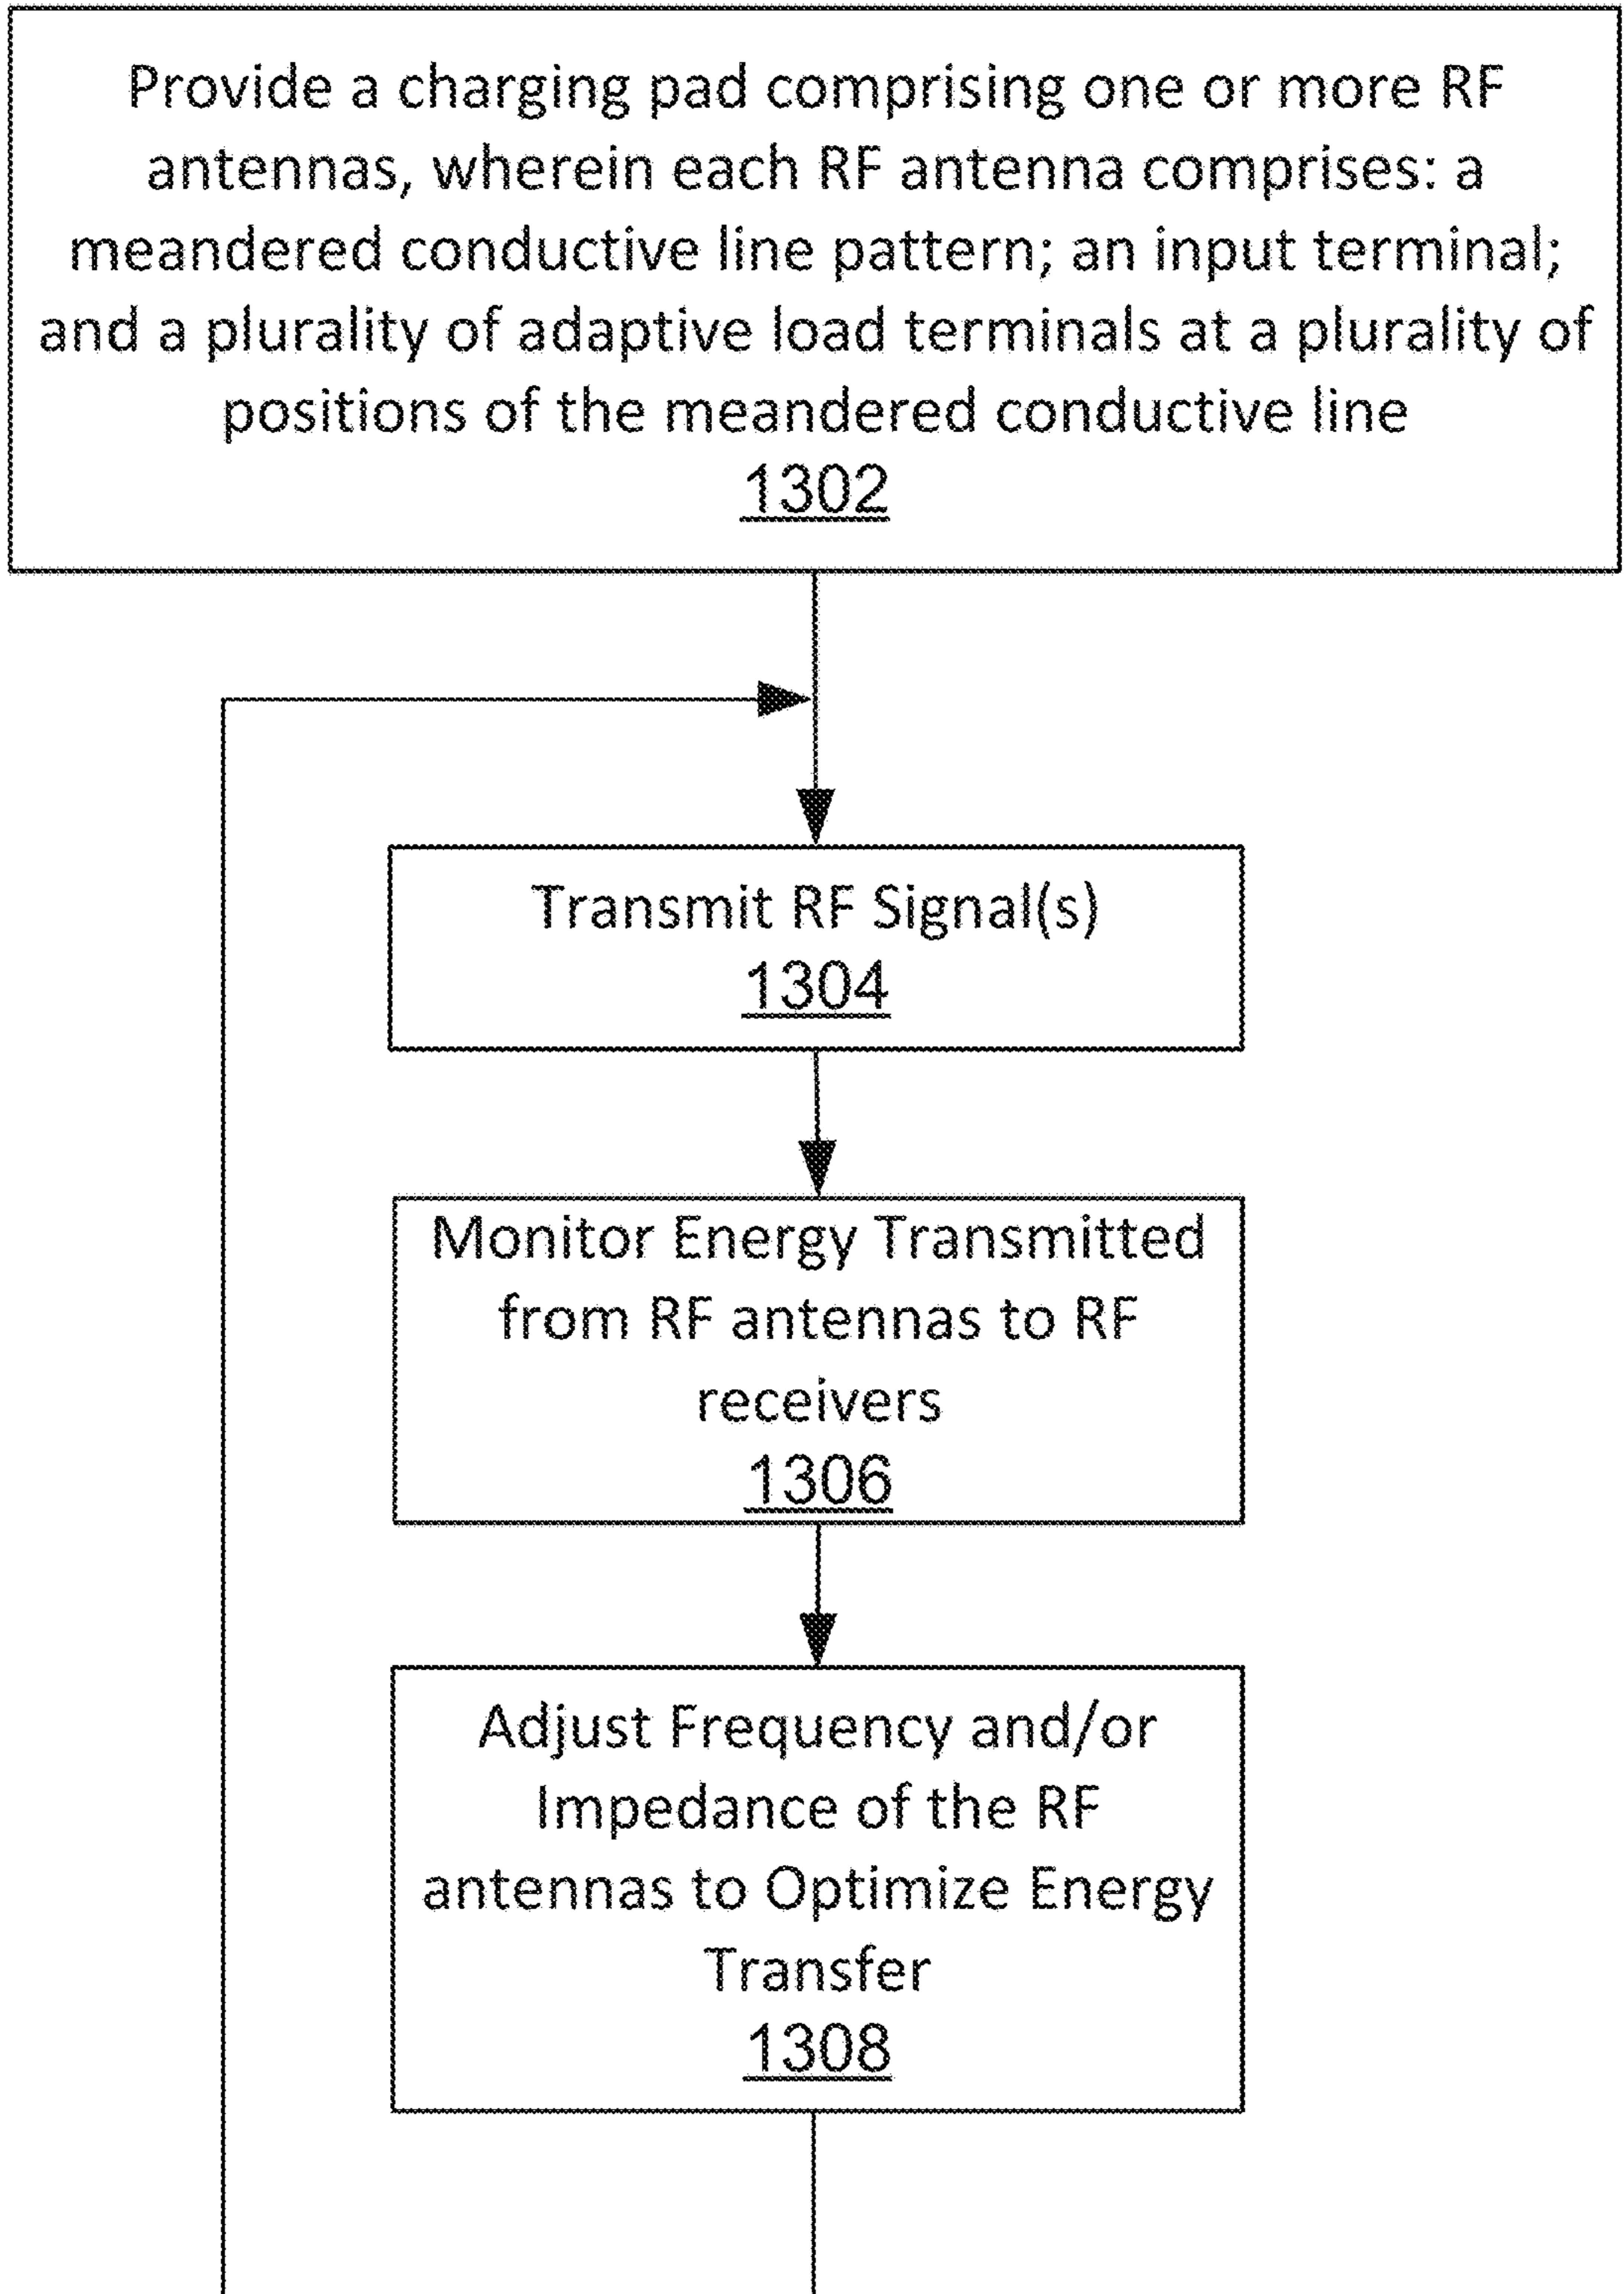 Provide a charging pad comprising one or more RF
antennas, wherein each RF antenna comprises: a
meandered conductive line pattern; an input terminal;
and a plurality of adaptive load terminals at a plurality of
positions of the meandered conductive line
1302
Transmit RF Signal(s)
1304
Monitor Energy Transmitted
from RF antennas to RF
receivers
1306
Adjust Frequency and/or
Impedance of the RF
antennas to Optimize Energy
Transfer
1308